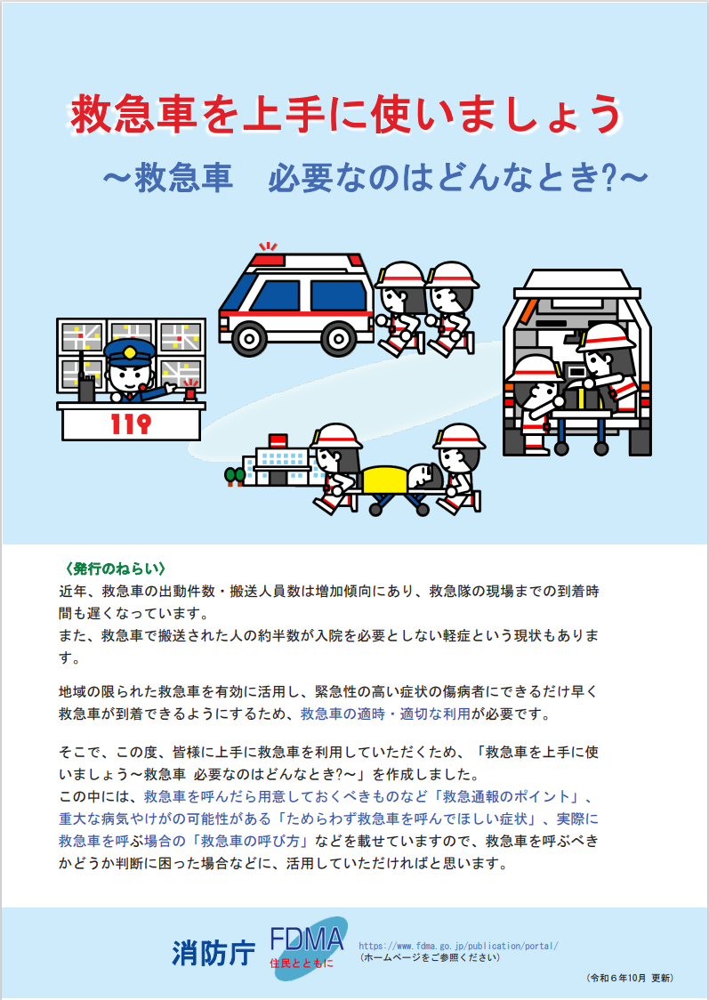 救急車を上手に使いましょう
～救急車　必要なのはどんなとき?～
119
〈発行のねらい〉
近年、救急車の出動件数・搬送人員数は増加傾向にあり、救急隊の現場までの到着時
間も遅くなっています。
また、救急車で搬送された人の約半数が入院を必要としない軽症という現状もありま
す。
地域の限られた救急車を有効に活用し、緊急性の高い症状の傷病者にできるだけ早く
救急車が到着できるようにするため、救急車の適時・適切な利用が必要です。
そこで、この度、皆様に上手に救急車を利用していただくため、「救急車を上手に使
いましょう～救急車 必要なのはどんなとき?～」を作成しました。
この中には、救急車を呼んだら用意しておくべきものなど「救急通報のポイント」、
重大な病気やけがの可能性がある「ためらわず救急車を呼んでほしい症状」、実際に
救急車を呼ぶ場合の「救急車の呼び方」などを載せていますので、救急車を呼ぶべき
かどうか判断に困った場合などに、活用していただければと思います。
消防庁
FDMA
住民とともに
https://www.fdma.go.jp/publication/portal/
(ホームページをご参照ください)
(令和６年10月 更新)